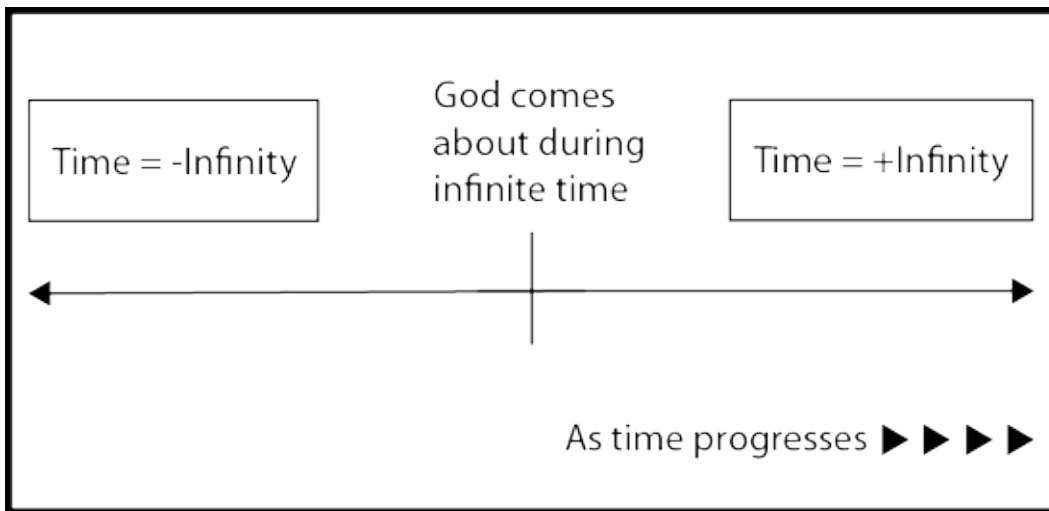 God comes
about during
infinite time
Time = -Infinity
Time = +Infinity
As time progresses